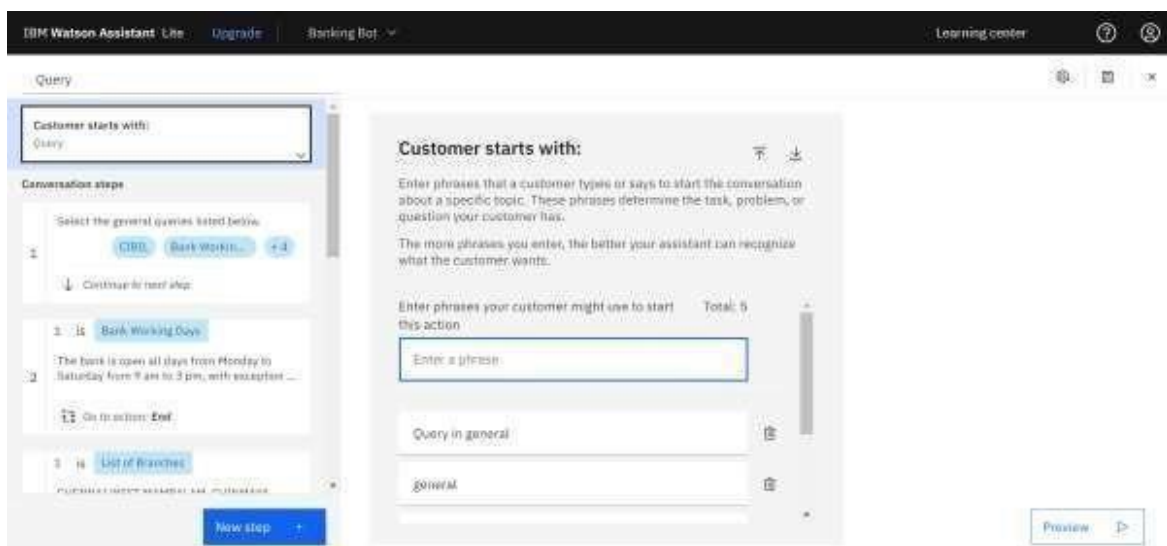 IBM Watson Assistant Lite Upgrade Banking Bot Learning center
Query
Customer starts with:
Query
Conversation steps
1
Select the general queries listed below.
CIBIL Bank Workin... + 4
Continue to next step
2
1 is Bank Working Days
The bank is open all days from Monday to
Saturday from 9 am to 3 pm, with exception ...
Go to action: End
1 is List of Branches
New step +
Customer starts with:
Enter phrases that a customer types or says to start the conversation
about a specific topic. These phrases determine the task, problem, or
question your customer has.
The more phrases you enter, the better your assistant can recognize
what the customer wants.
Enter phrases your customer might use to start
this action
Total: 5
Enter a phrase
Query in general
general
Preview